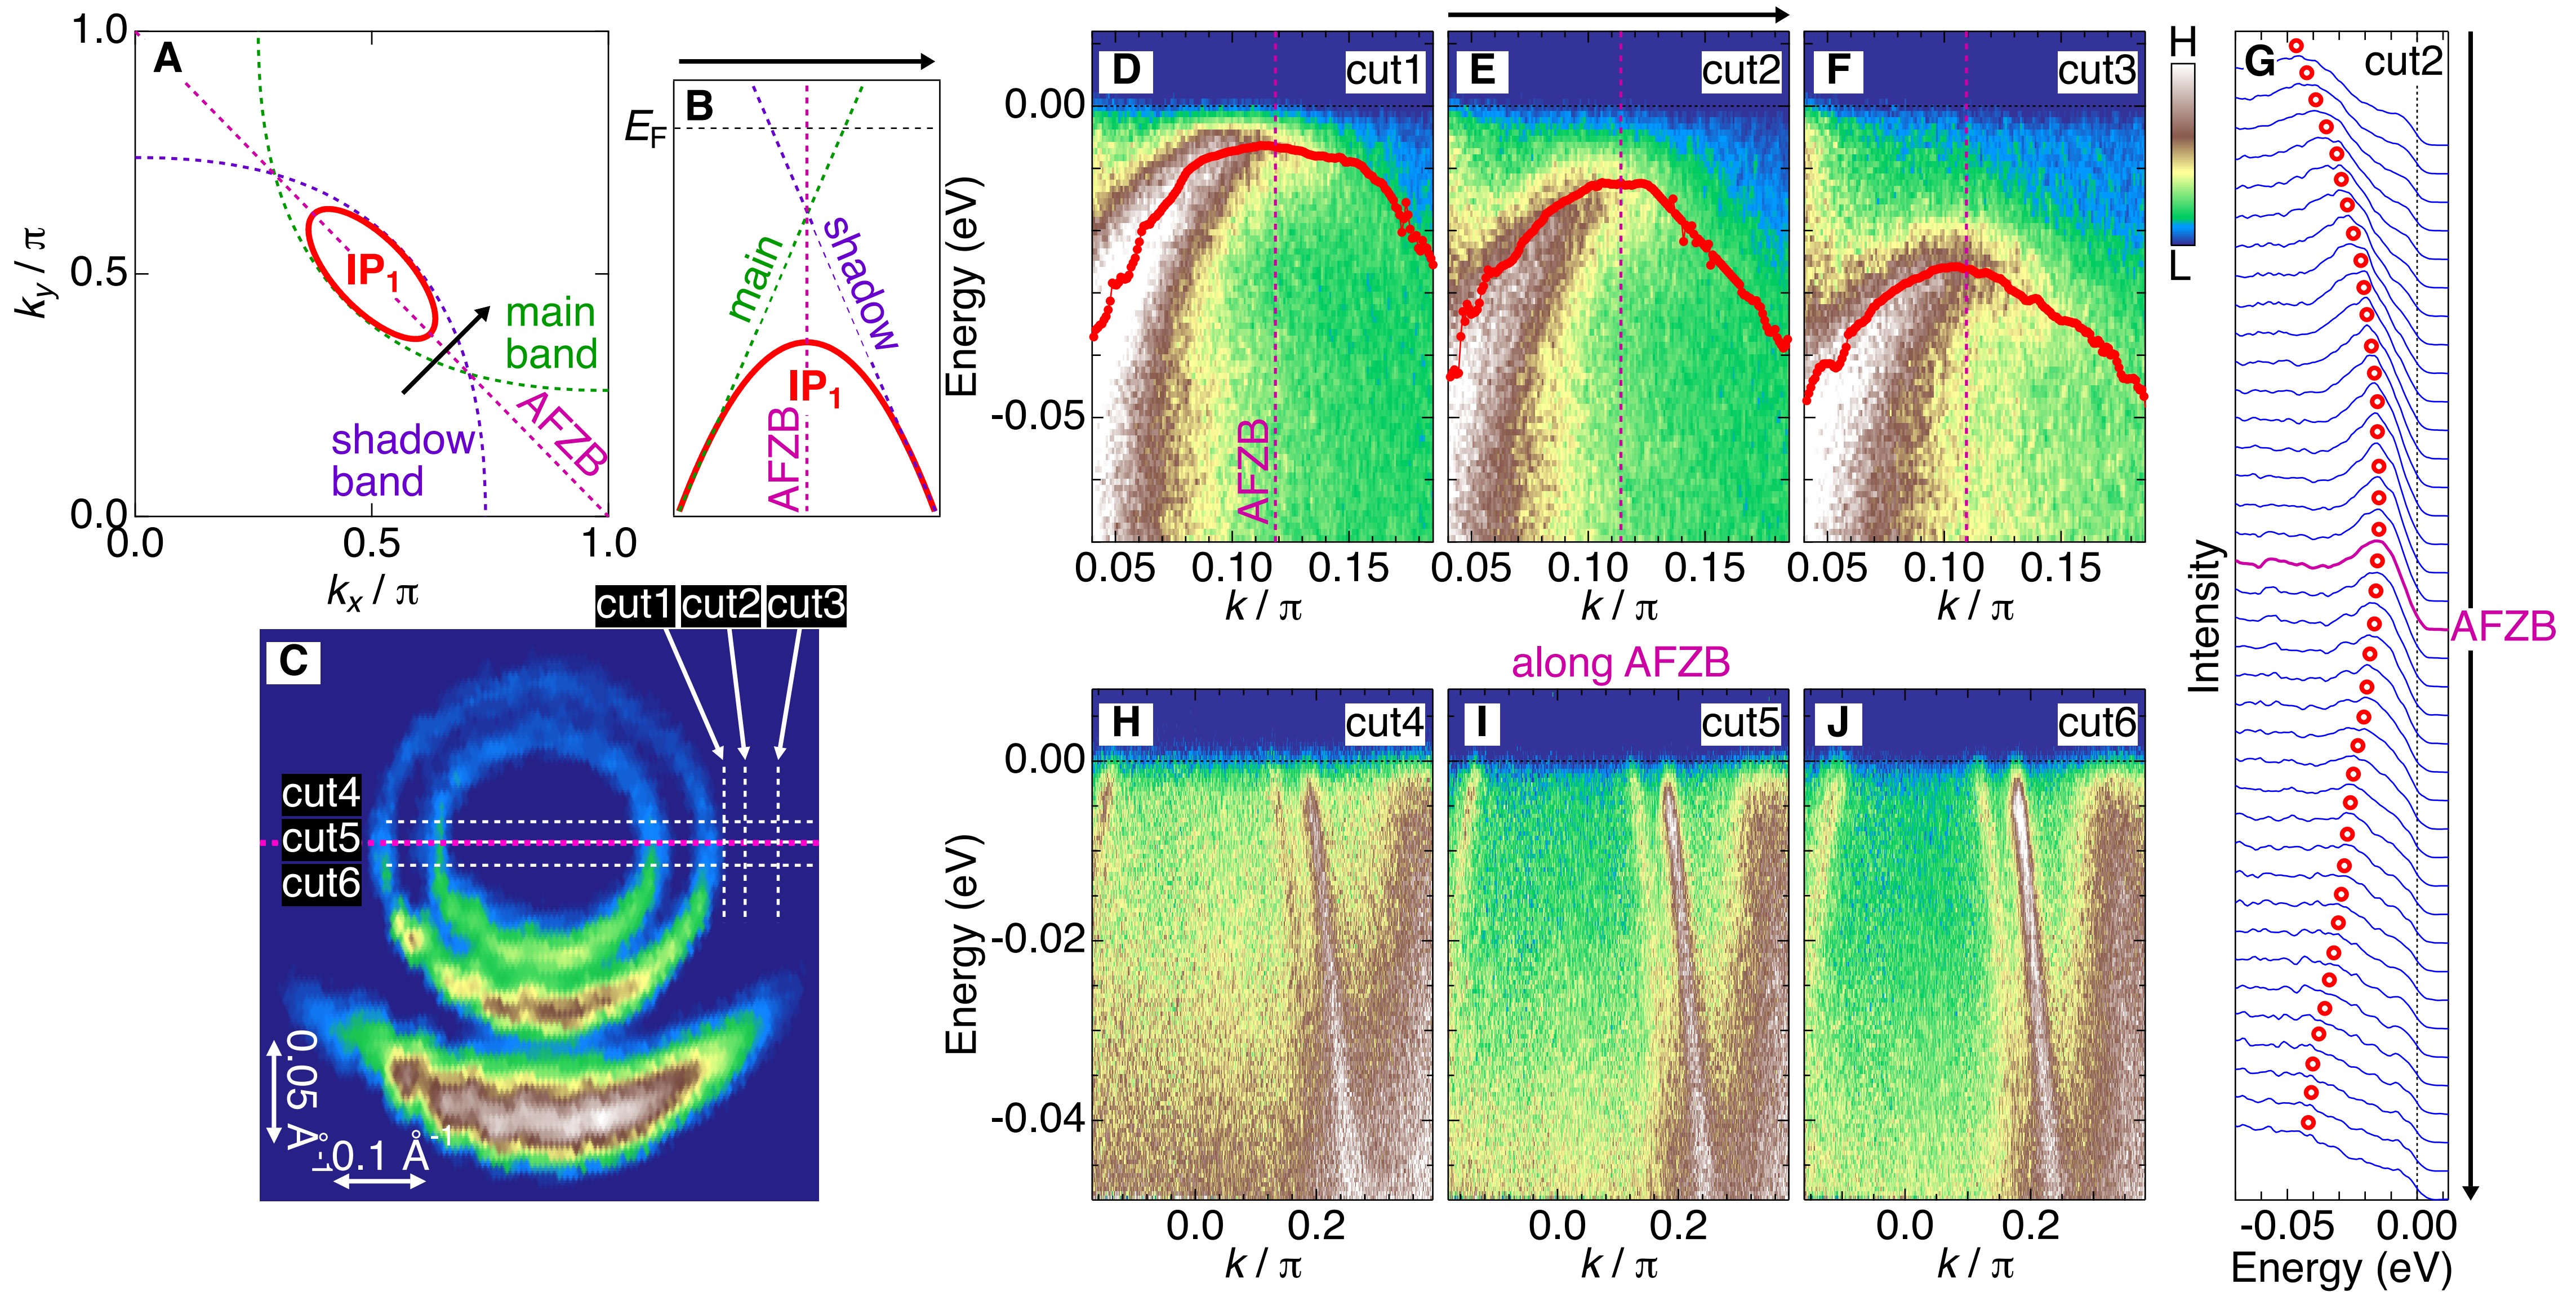 A
1.0
0.5
0.0
0.0
0.5
1.0
ky / π
kx / π
IP1
main
band
shadow
band
AFZB
B
EF
main
shadow
IP1
AFZB
C
cut1
cut2
cut3
cut4
cut5
cut6
0.05 Å-1
0.1 Å-1
D
cut1
E
cut2
F
cut3
0.00
-0.05
Energy (eV)
AFZB
0.05
0.10
0.15
k / π
0.05
0.10
0.15
k / π
0.05
0.10
0.15
k / π
H
L
G
cut2
Intensity
AFZB
-0.05
0.00
Energy (eV)
along AFZB
H
cut4
I
cut5
J
cut6
0.00
-0.02
-0.04
Energy (eV)
0.0
0.2
k / π
0.0
0.2
k / π
0.0
0.2
k / π